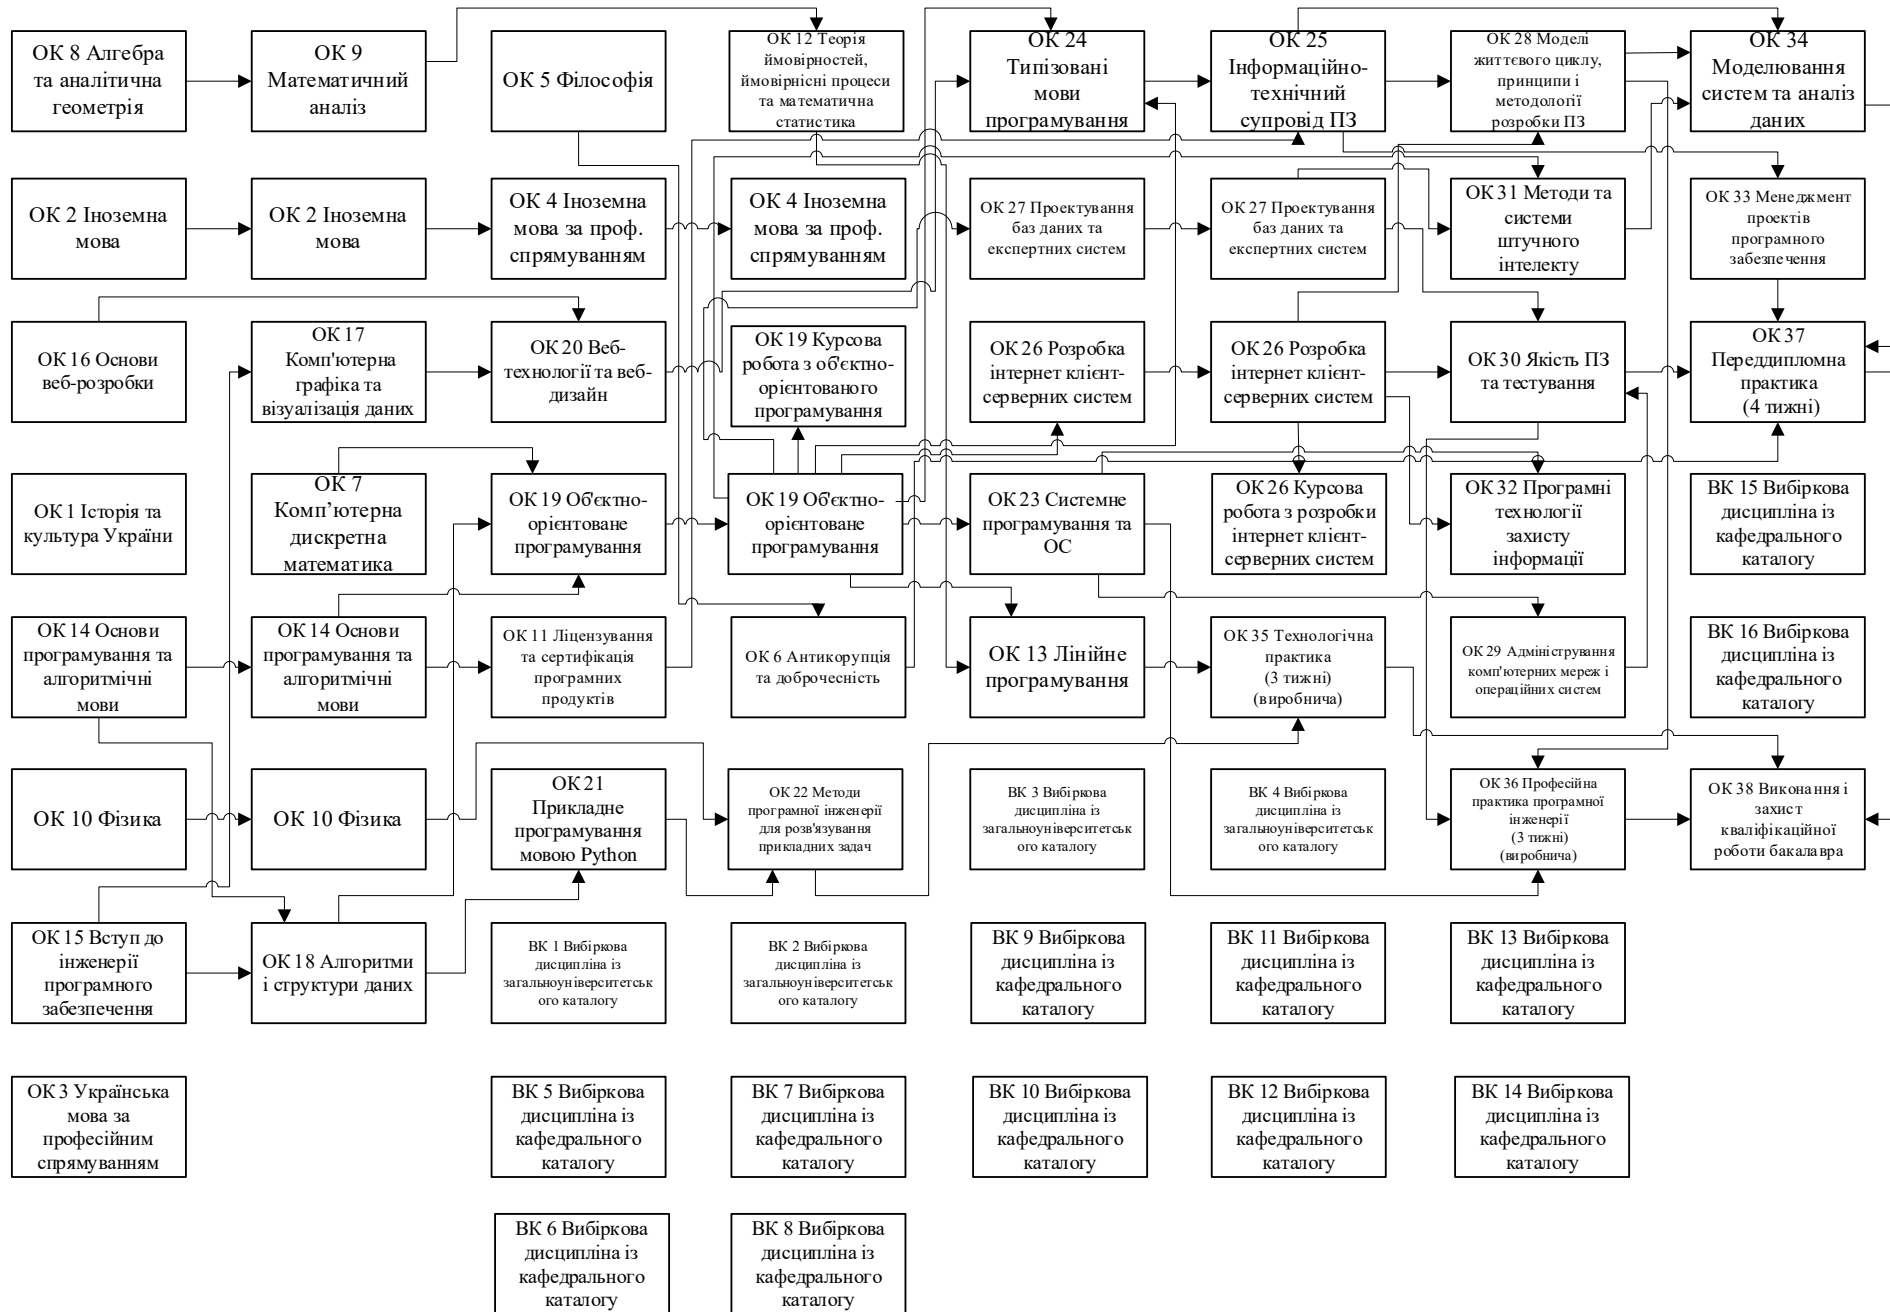 ОК 8 Алгебра
та аналітична
геометрія
ОК 9
Математичний
аналіз
ОК 5 Філософія
ОК 12 Теорія
ймовірностей,
ймовірнісні процеси
та математична
статистика
ОК 24
Типізовані
мови
програмування
ОК 25
Інформаційно-
технічний
супровід ПЗ
ОК 28 Моделі
життєвого циклу,
принципи і
методології
розробки ПЗ
ОК 34
Моделювання
систем та аналіз
даних
ОК 2 Іноземна
мова
ОК 2 Іноземна
мова
ОК 4 Іноземна
мова за проф.
спрямуванням
ОК 4 Іноземна
мова за проф.
спрямуванням
ОК 27 Проектування
баз даних та
експертних систем
ОК 27 Проектування
баз даних та
експертних систем
ОК 31 Методи та
системи
штучного
інтелекту
ОК 33 Менеджмент
проектів
програмного
забезпечення
ОК 16 Основи
веб-розробки
ОК 17
Комп'ютерна
графіка та
візуалізація даних
ОК 20 Веб-
технології та веб-
дизайн
ОК 19 Курсова
робота з об'єктно-
орієнтованого
програмування
ОК 26 Розробка
інтернет клієнт-
серверних систем
ОК 26 Розробка
інтернет клієнт-
серверних систем
ОК 30 Якість ПЗ
та тестування
ОК 37
Переддипломна
практика
(4 тижні)
ОК 1 Історія та
культура України
ОК 7
Комп’ютерна
дискретна
математика
ОК 19 Об'єктно-
орієнтоване
програмування
ОК 19 Об'єктно-
орієнтоване
програмування
ОК 23 Системне
програмування та
ОС
ОК 26 Курсова
робота з розробки
інтернет клієнт-
серверних систем
ОК 32 Програмні
технології
захисту
інформації
ВК 15 Вибіркова
дисципліна із
кафедрального
каталогу
ОК 14 Основи
програмування та
алгоритмічні
мови
ОК 14 Основи
програмування та
алгоритмічні
мови
ОК 11 Ліцензування
та сертифікація
програмних
продуктів
ОК 6 Антикорупція
та доброчесність
ОК 13 Лінійне
програмування
ОК 35 Технологічна
практика
(3 тижні)
(виробнича)
ОК 29 Адміністрування
комп'ютерних мереж і
операційних систем
ВК 16 Вибіркова
дисципліна із
кафедрального
каталогу
ОК 10 Фізика
ОК 10 Фізика
ОК 21
Прикладне
програмування
мовою Python
ОК 22 Методи
програмної інженерії
для розв'язування
прикладних задач
ВК 3 Вибіркова
дисципліна із
загальноуніверситетськ
ого каталогу
ВК 4 Вибіркова
дисципліна із
загальноуніверситетськ
ого каталогу
ОК 36 Професійна
практика програмної
інженерії
(3 тижні)
(виробнича)
ОК 38 Виконання і
захист
кваліфікаційної
роботи бакалавра
ОК 15 Вступ до
інженерії
програмного
забезпечення
ОК 18 Алгоритми
і структури даних
ВК 1 Вибіркова
дисципліна із
загальноуніверситетськ
ого каталогу
ВК 2 Вибіркова
дисципліна із
загальноуніверситетськ
ого каталогу
ВК 9 Вибіркова
дисципліна із
кафедрального
каталогу
ВК 11 Вибіркова
дисципліна із
кафедрального
каталогу
ВК 13 Вибіркова
дисципліна із
кафедрального
каталогу
ОК 3 Українська
мова за
професійним
спрямуванням
ВК 5 Вибіркова
дисципліна із
кафедрального
каталогу
ВК 7 Вибіркова
дисципліна із
кафедрального
каталогу
ВК 10 Вибіркова
дисципліна із
кафедрального
каталогу
ВК 12 Вибіркова
дисципліна із
кафедрального
каталогу
ВК 14 Вибіркова
дисципліна із
кафедрального
каталогу
ВК 6 Вибіркова
дисципліна із
кафедрального
каталогу
ВК 8 Вибіркова
дисципліна із
кафедрального
каталогу